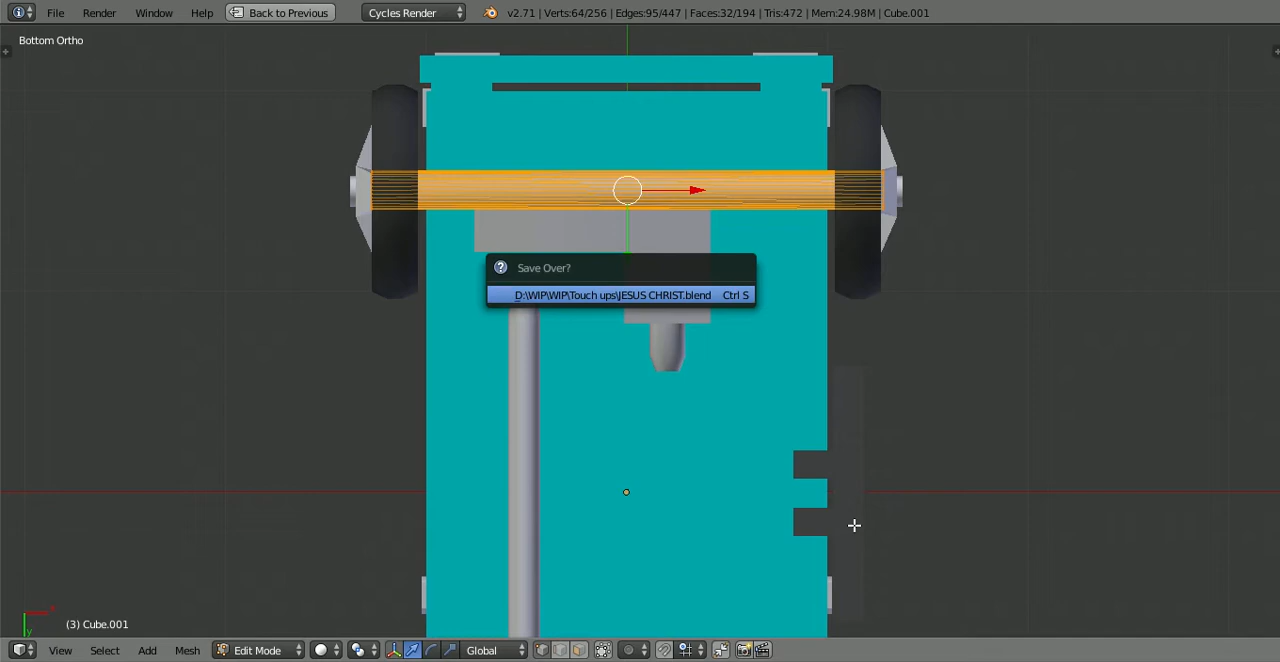 File Render Window Help Back to Previous Cycles Render v2.71 | Verts:64/256 | Edges:95/447 | Faces:32/194 | Tris:472 | Mem:24.98M | Cube.001
Bottom Ortho
Save Over?
D:\WIP\WIP\Touch ups\JESUS CHRIST.blend Ctrl S
x
y
(3) Cube.001
View Select Add Mesh Edit Mode Global